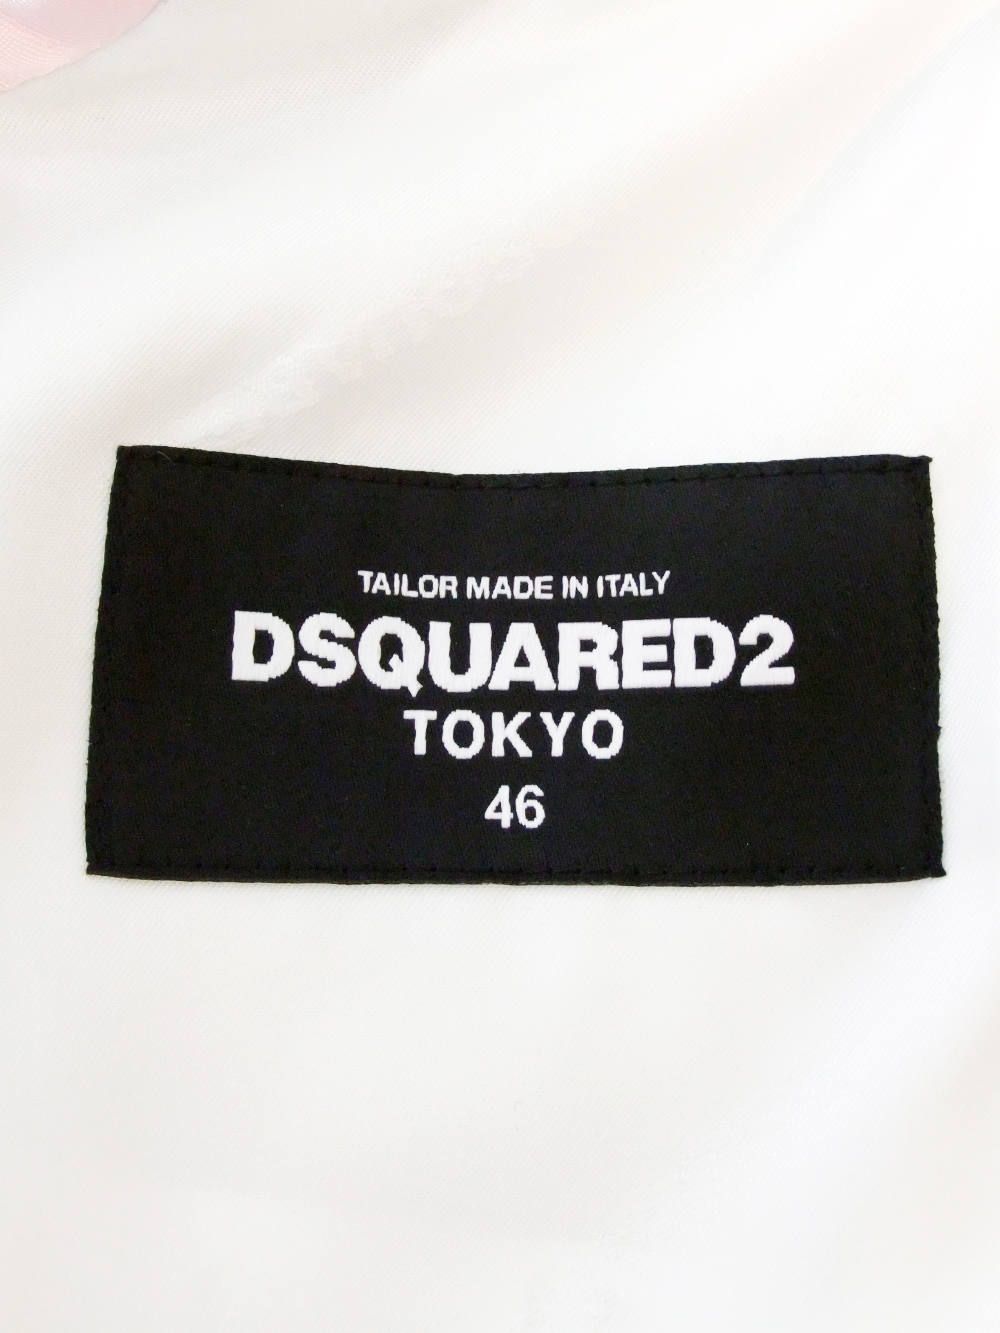 TAILOR MADE IN ITALY
DSQUARED2
TOKYO
46